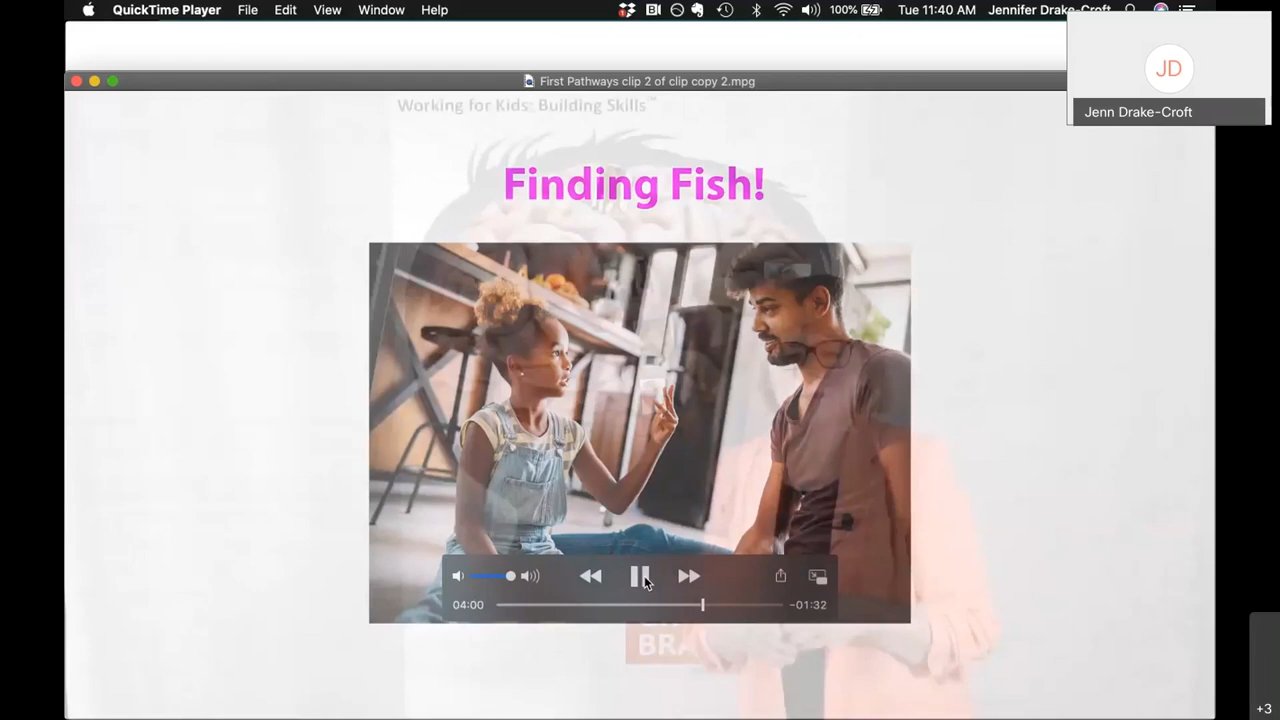 QuickTime Player File Edit View Window Help 100% Tue 11:40 AM Jennifer Drake-Croft
JD
Jenn Drake-Croft
First Pathways clip 2 of clip copy 2.mpg
Working for Kids: Building Skills™
Finding Fish!
04:00 -01:32
+3